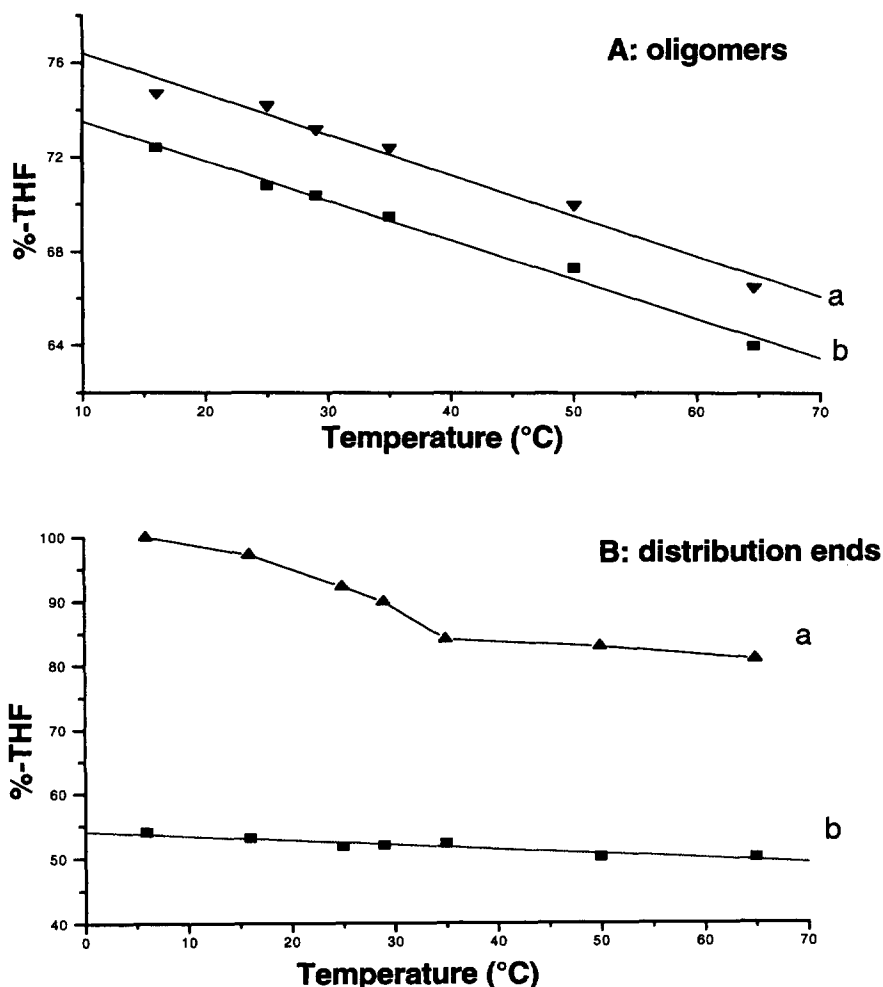 A: oligomers
%-THF
76
72
68
64
a
b
10 20 30 40 50 60 70
Temperature (°C)
B: distribution ends
%-THF
100
90
80
70
60
50
40
a
b
0 10 20 30 40 50 60 70
Temperature (°C)